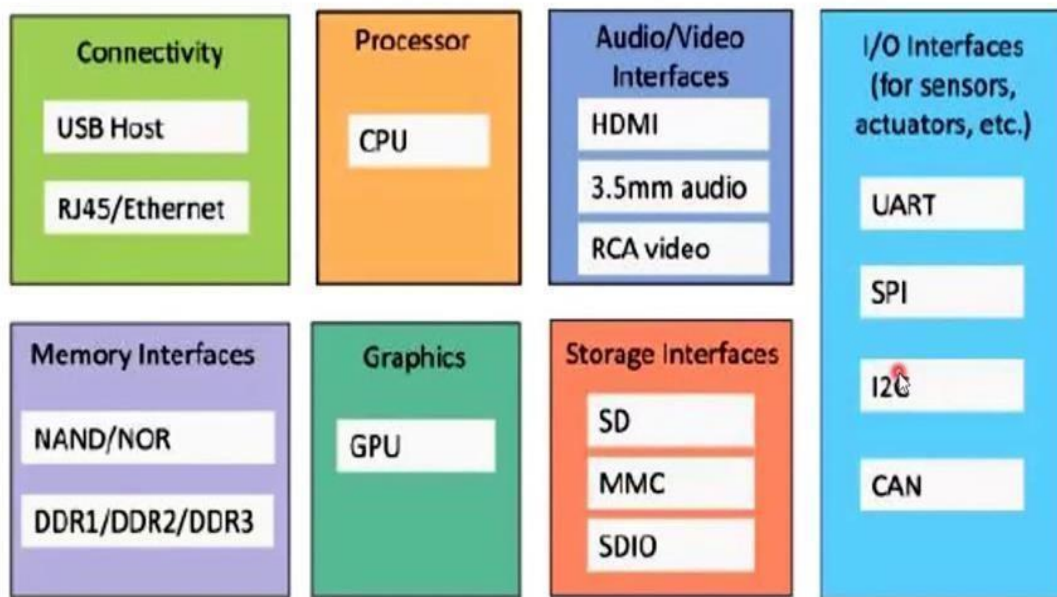 Connectivity
USB Host
RJ45/Ethernet
Processor
CPU
Audio/Video
Interfaces
HDMI
3.5mm audio
RCA video
I/O Interfaces
(for sensors,
actuators, etc.)
UART
SPI
I2C
CAN
Memory Interfaces
NAND/NOR
DDR1/DDR2/DDR3
Graphics
GPU
Storage Interfaces
SD
MMC
SDIO